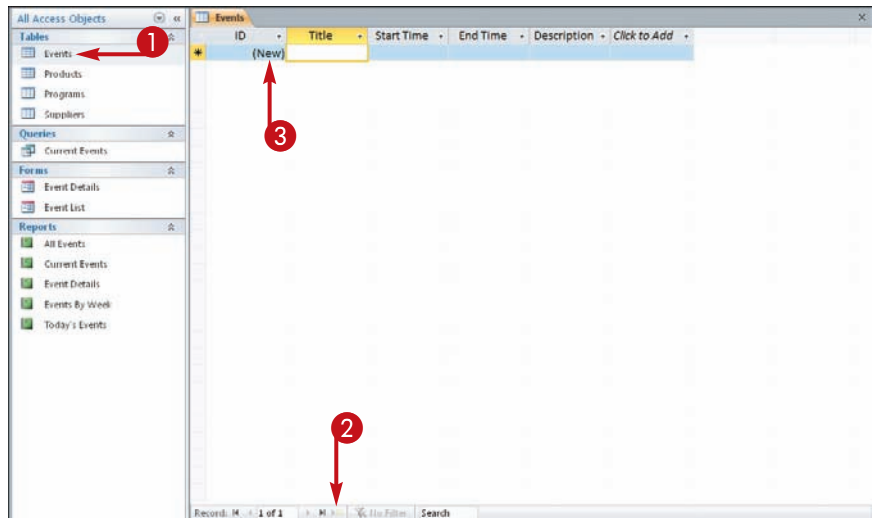 All Access Objects
Tables
Events
Products
Programs
Suppliers
Queries
Current Events
Forms
Event Details
Event List
Reports
All Events
Current Events
Event Details
Events By Week
Today's Events
Events
ID Title Start Time End Time Description Click to Add
(New)
1
3
2
Record: 1 of 1 No Filter Search